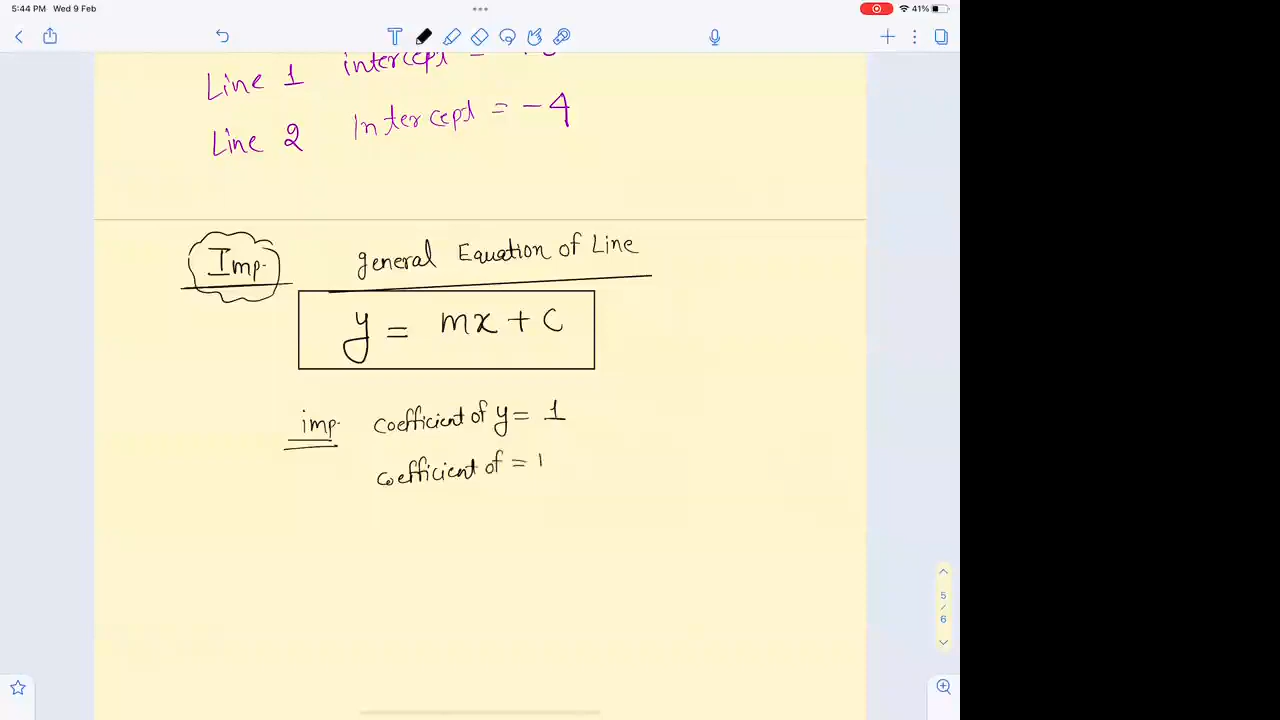 5:44 PM Wed 9 Feb
41%
Line 1 intercept =
Line 2 Intercept = -4
Imp. general Equation of Line
y = mx + c
imp. coefficient of y = 1
coefficient of =
5
/
6